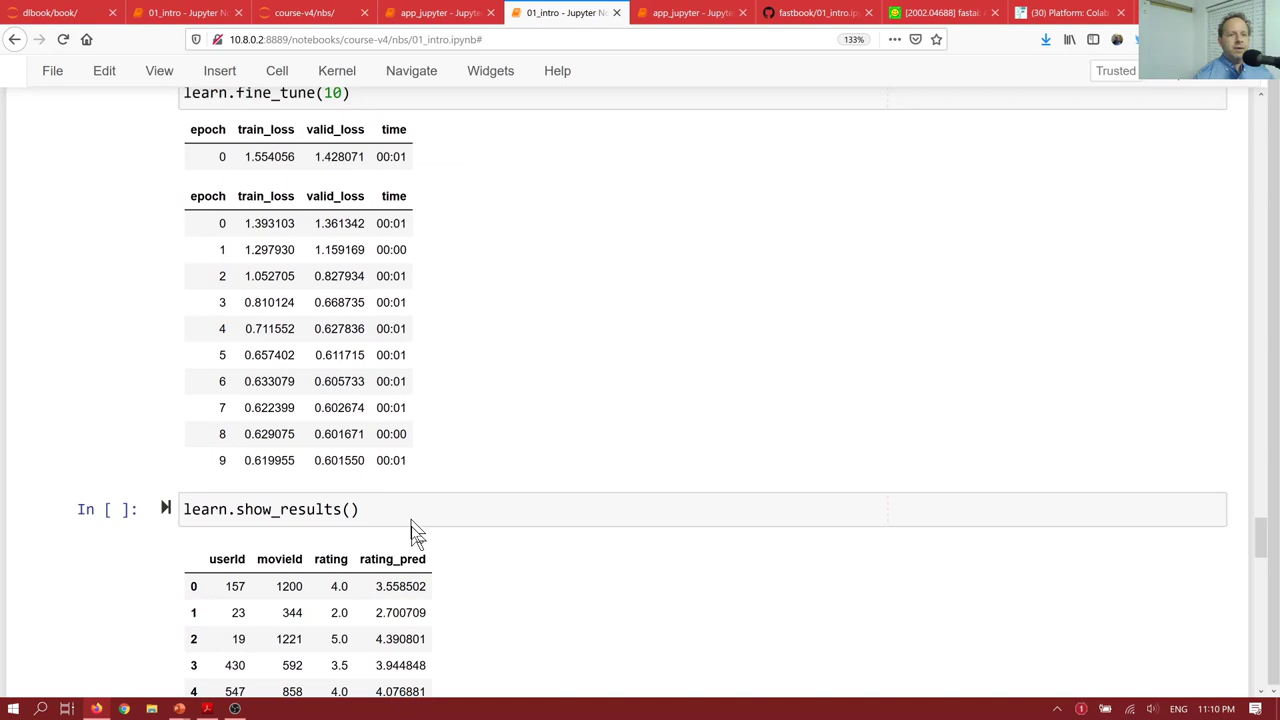 dlbook/book/
01_intro - Jupyter No
course-v4/nbs/
app_jupyter - Jupyte
01_intro - Jupyter No
app_jupyter - Jupyte
fastbook/01_intro.ip
[2002.04688] fastai:
(30) Platform: Colab
10.8.0.2:8889/notebooks/course-v4/nbs/01_intro.ipynb#
133%
File Edit View Insert Cell Kernel Navigate Widgets Help
Trusted
learn.fine_tune(10)
epoch train_loss valid_loss time
0 1.554056 1.428071 00:01
epoch train_loss valid_loss time
0 1.393103 1.361342 00:01
1 1.297930 1.159169 00:00
2 1.052705 0.827934 00:01
3 0.810124 0.668735 00:01
4 0.711552 0.627836 00:01
5 0.657402 0.611715 00:01
6 0.633079 0.605733 00:01
7 0.622399 0.602674 00:01
8 0.629075 0.601671 00:00
9 0.619955 0.601550 00:01
In [ ]: learn.show_results()
userId movieId rating rating_pred
0 157 1200 4.0 3.558502
1 23 344 2.0 2.700709
2 19 1221 5.0 4.390801
3 430 592 3.5 3.944848
4 547 858 4.0 4.076881
ENG 11:10 PM